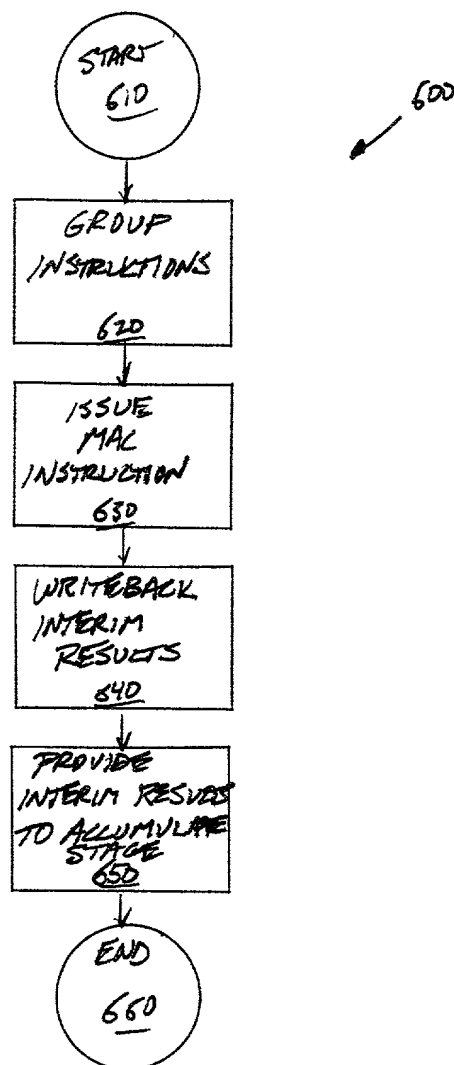 START
610
600
GROUP
INSTRUCTIONS
620
ISSUE
MAC
INSTRUCTION
630
WRITEBACK
INTERIM
RESULTS
640
PROVIDE
INTERIM RESULTS
TO ACCUMULATE
STAGE
650
END
660